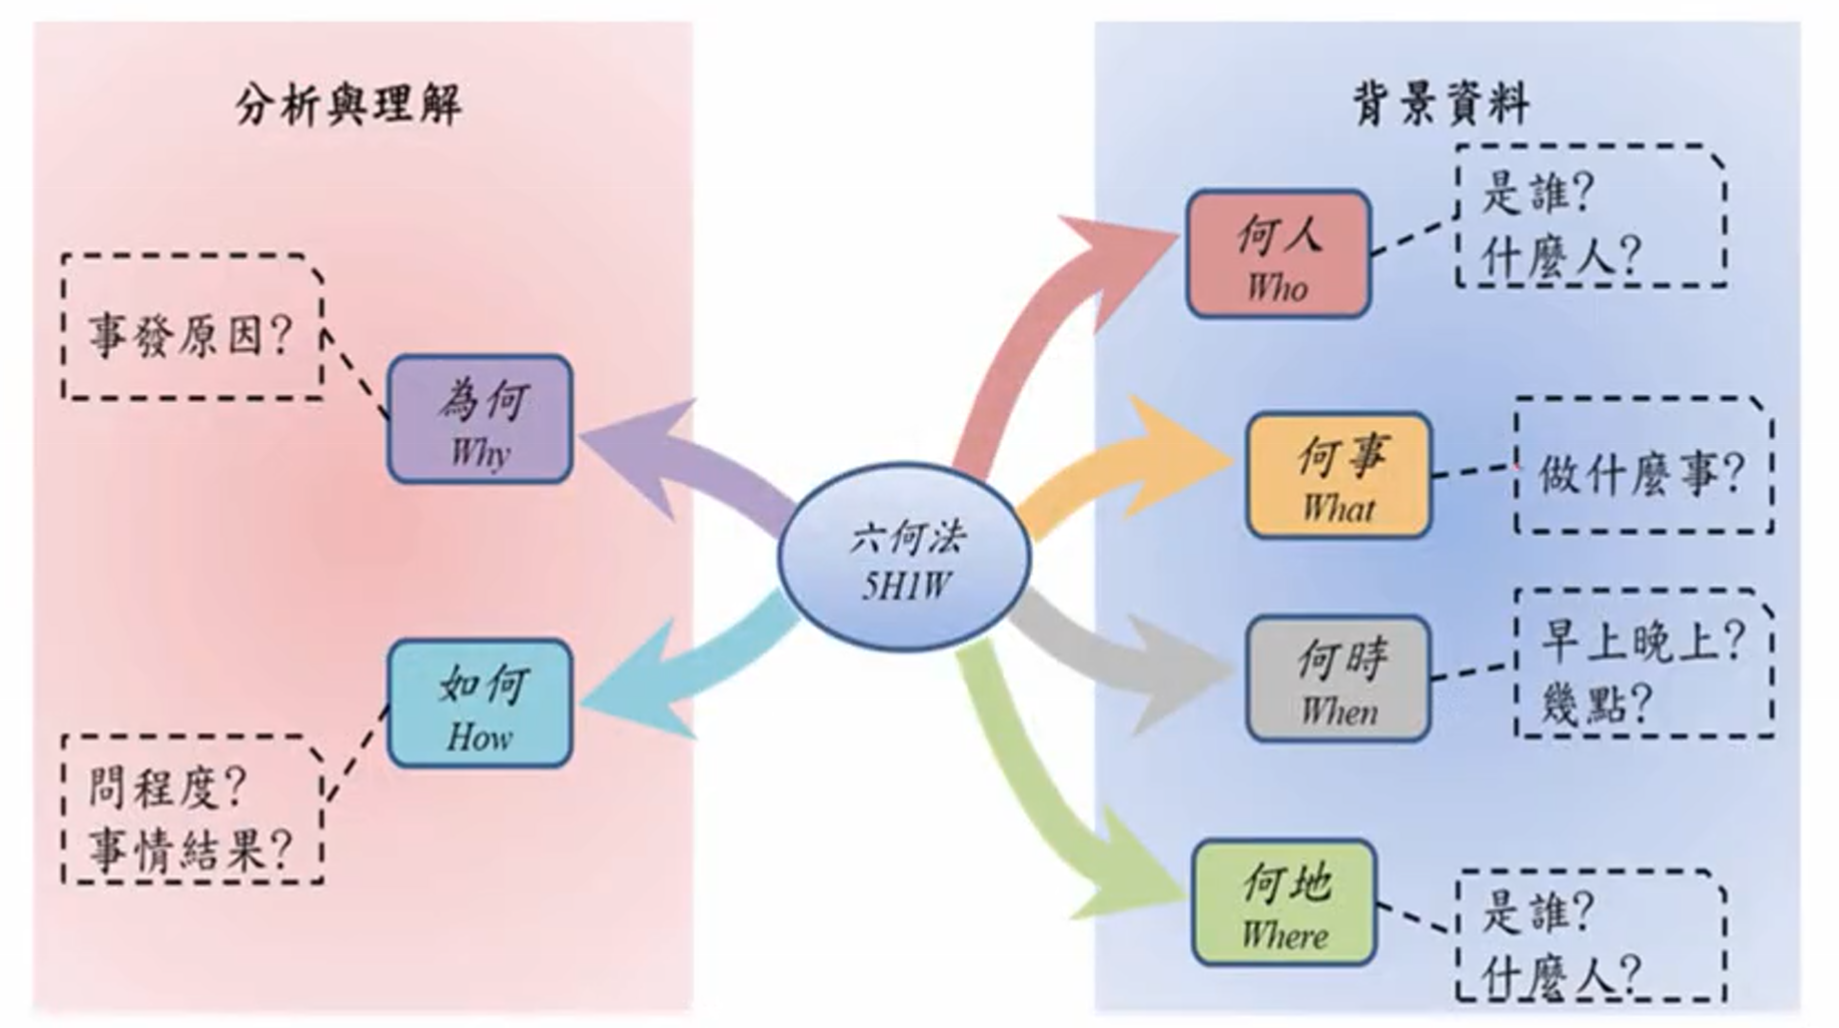 分析與理解
事發原因?
為何
Why
如何
How
問程度?
事情結果?
六何法
5H1W
背景資料
何人
Who
是誰?
什麼人?
何事
What
做什麼事?
何時
When
早上晚上?
幾點?
何地
Where
是誰?
什麼人?